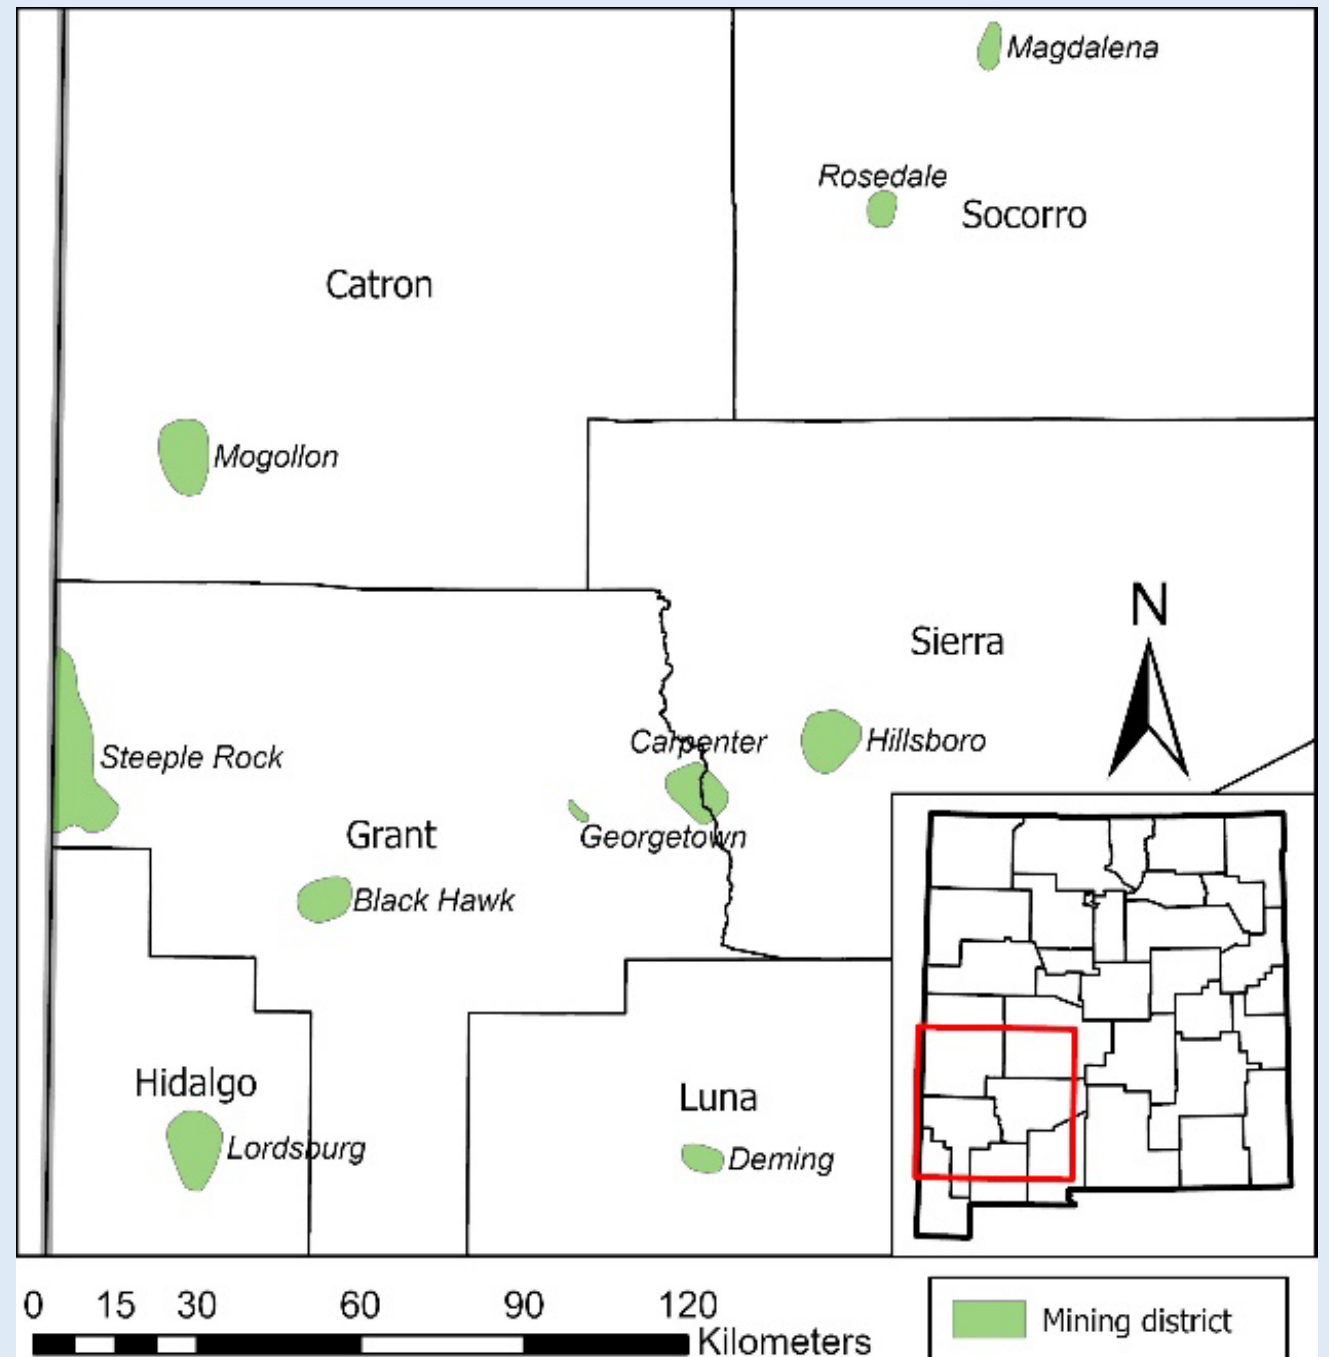 Magdalena
Rosedale
Socorro
Catron
Mogollon
N
Sierra
Carpenter
Hillsboro
Steeple Rock
Grant
Georgetown
Black Hawk
Hidalgo
Luna
Lordsburg
Deming
0 15 30 60 90 120
Kilometers
Mining district